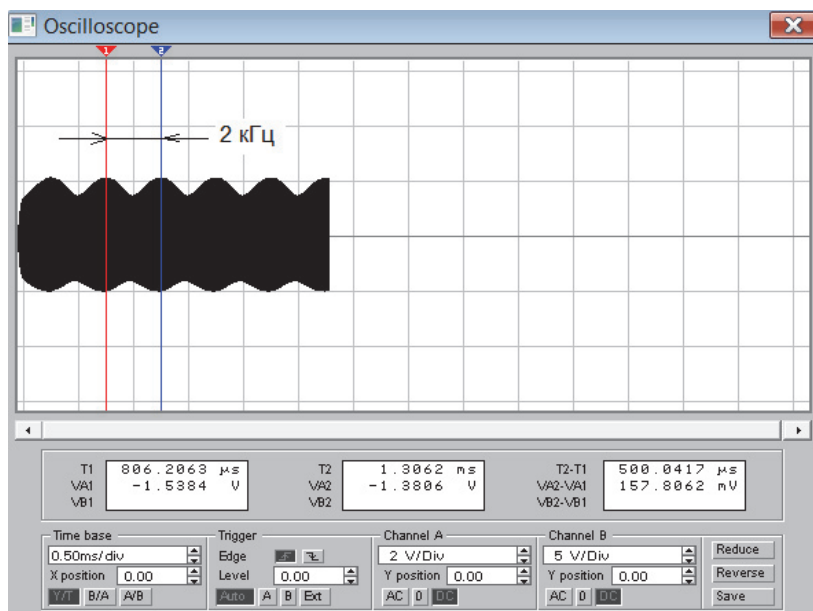 Oscilloscope
1 2
2 кГц
T1 806.2063 µs T2 1.3062 ms T2-T1 500.0417 µs
VA1 -1.5384 V VA2 -1.3806 V VA2-VA1 157.8062 mV
VB1 VB2 VB2-VB1
Time base Trigger Channel A Channel B
0.50ms/div Edge 2 V/Div 5 V/Div Reduce
X position 0.00 Level 0.00 Y position 0.00 Y position 0.00 Reverse
Y/T B/A A/B Auto A B Ext AC 0 DC AC 0 DC Save